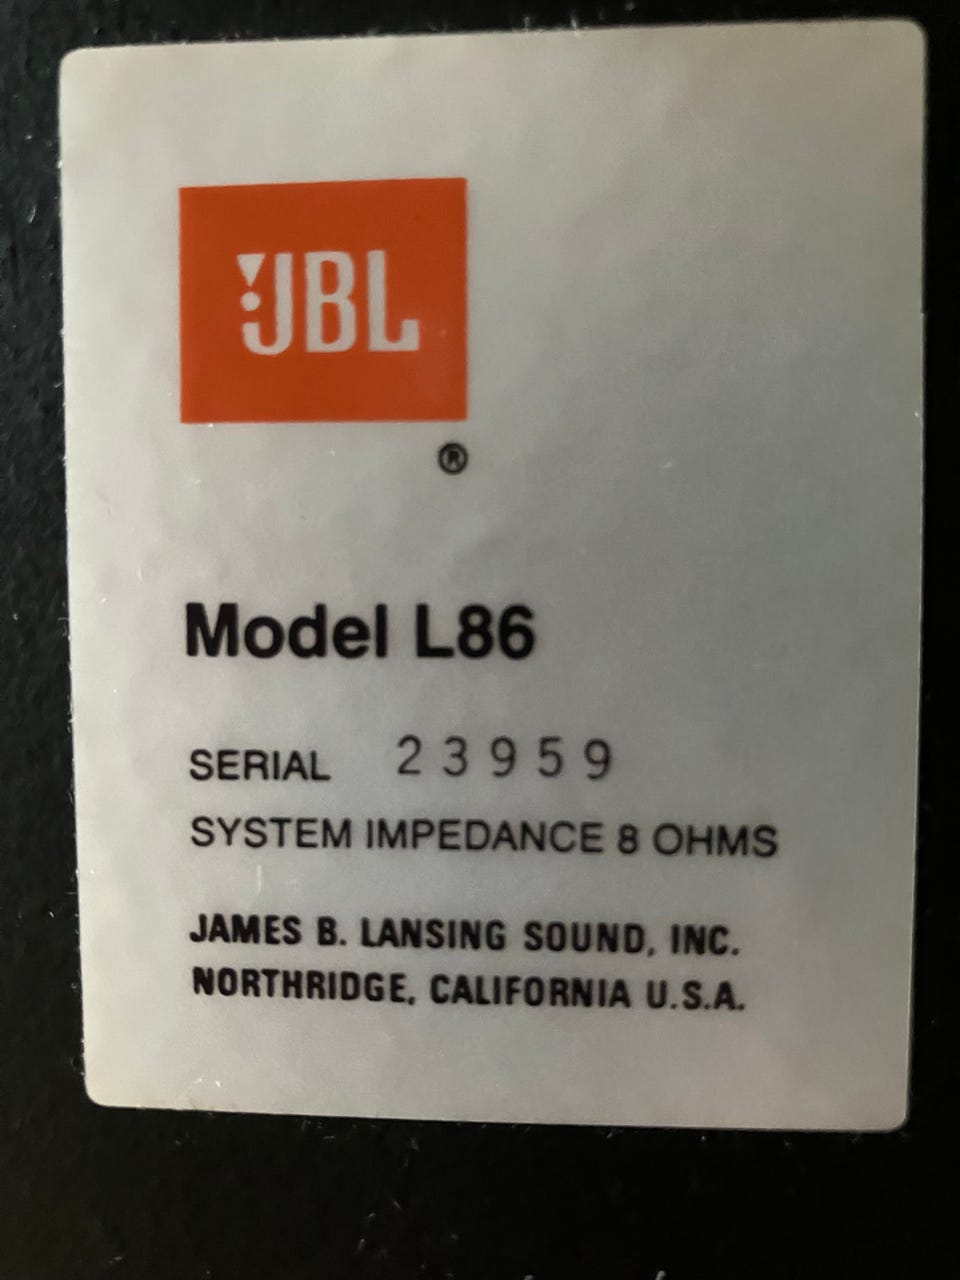 JBL
®
Model L86
SERIAL 23959
SYSTEM IMPEDANCE 8 OHMS
JAMES B. LANSING SOUND, INC.
NORTHRIDGE, CALIFORNIA U.S.A.